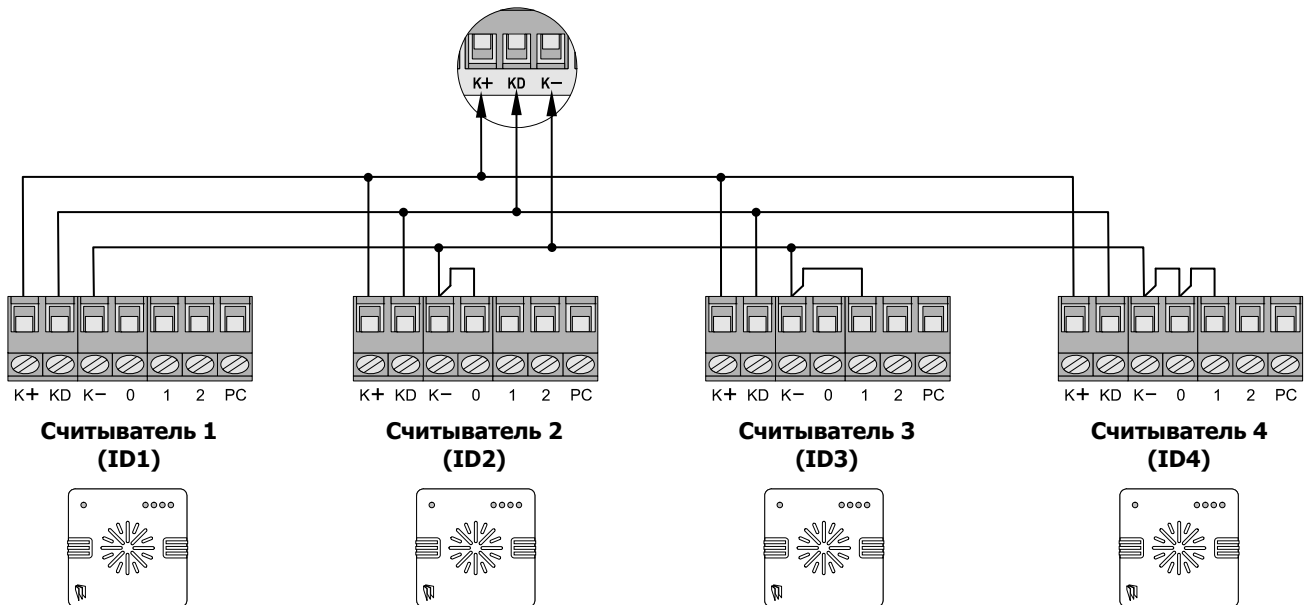 K+ KD K−
K+ KD K− 0 1 2 PC
K+ KD K− 0 1 2 PC
K+ KD K− 0 1 2 PC
K+ KD K− 0 1 2 PC
Считыватель 1
(ID1)
Считыватель 2
(ID2)
Считыватель 3
(ID3)
Считыватель 4
(ID4)